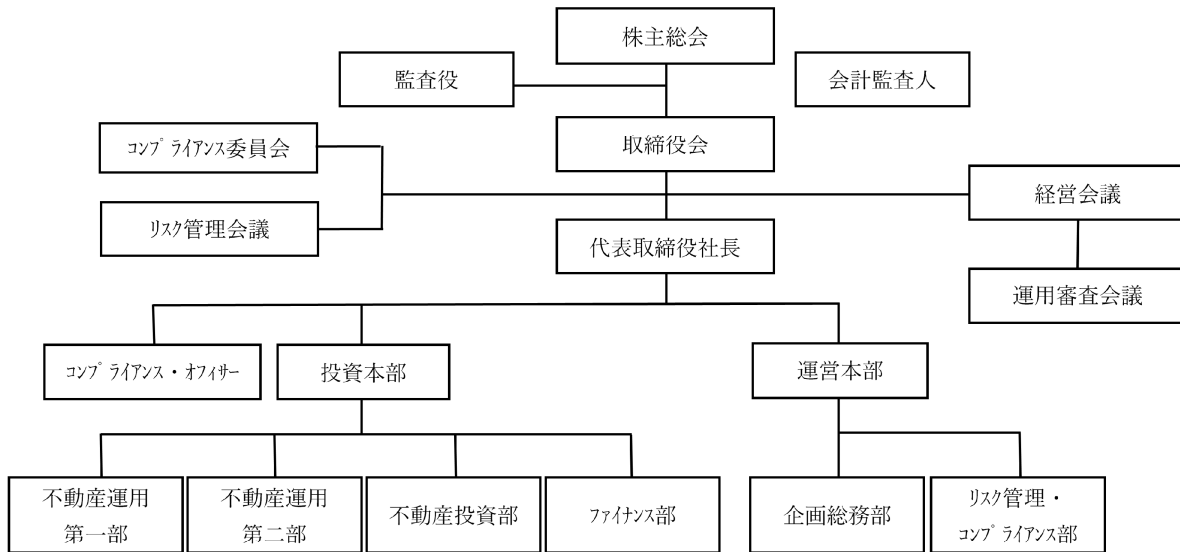 株主総会
監査役
会計監査人
ｺﾝﾌﾟﾗｲｱﾝｽ委員会
取締役会
経営会議
ﾘｽｸ管理会議
代表取締役社長
運用審査会議
ｺﾝﾌﾟﾗｲｱﾝｽ・ｵﾌｨｻｰ
投資本部
運営本部
不動産運用
第一部
不動産運用
第二部
不動産投資部
ﾌｧｲﾅﾝｽ部
企画総務部
ﾘｽｸ管理・
ｺﾝﾌﾟﾗｲｱﾝｽ部